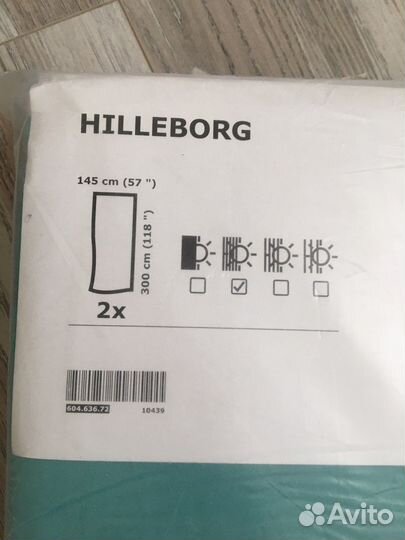 HILLEBORG
145 cm (57 ")
300 cm (118 ")
2x
604.636.72
10439
Avito